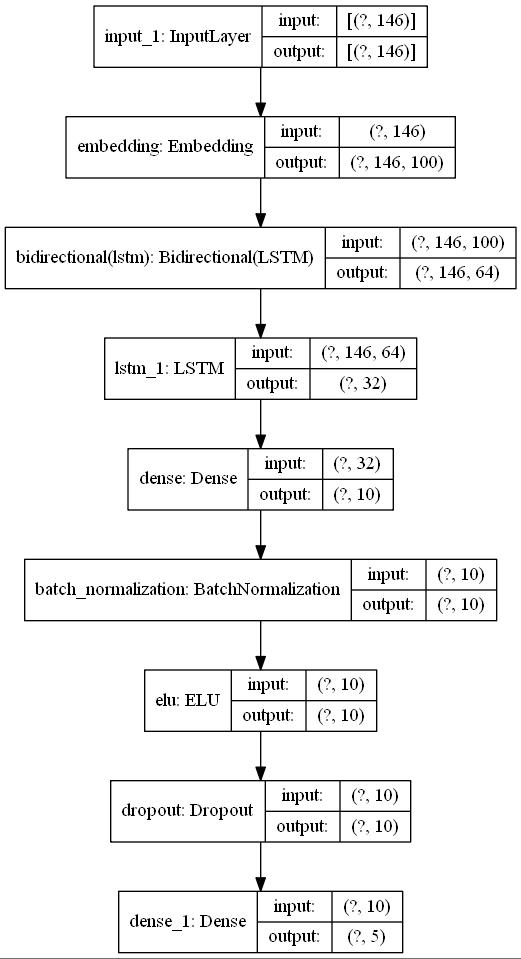 input_1: InputLayer
input: [(?, 146)]
output: [(?, 146)]
embedding: Embedding
input: (?, 146)
output: (?, 146, 100)
bidirectional(lstm): Bidirectional(LSTM)
input: (?, 146, 100)
output: (?, 146, 64)
lstm_1: LSTM
input: (?, 146, 64)
output: (?, 32)
dense: Dense
input: (?, 32)
output: (?, 10)
batch_normalization: BatchNormalization
input: (?, 10)
output: (?, 10)
elu: ELU
input: (?, 10)
output: (?, 10)
dropout: Dropout
input: (?, 10)
output: (?, 10)
dense_1: Dense
input: (?, 10)
output: (?, 5)